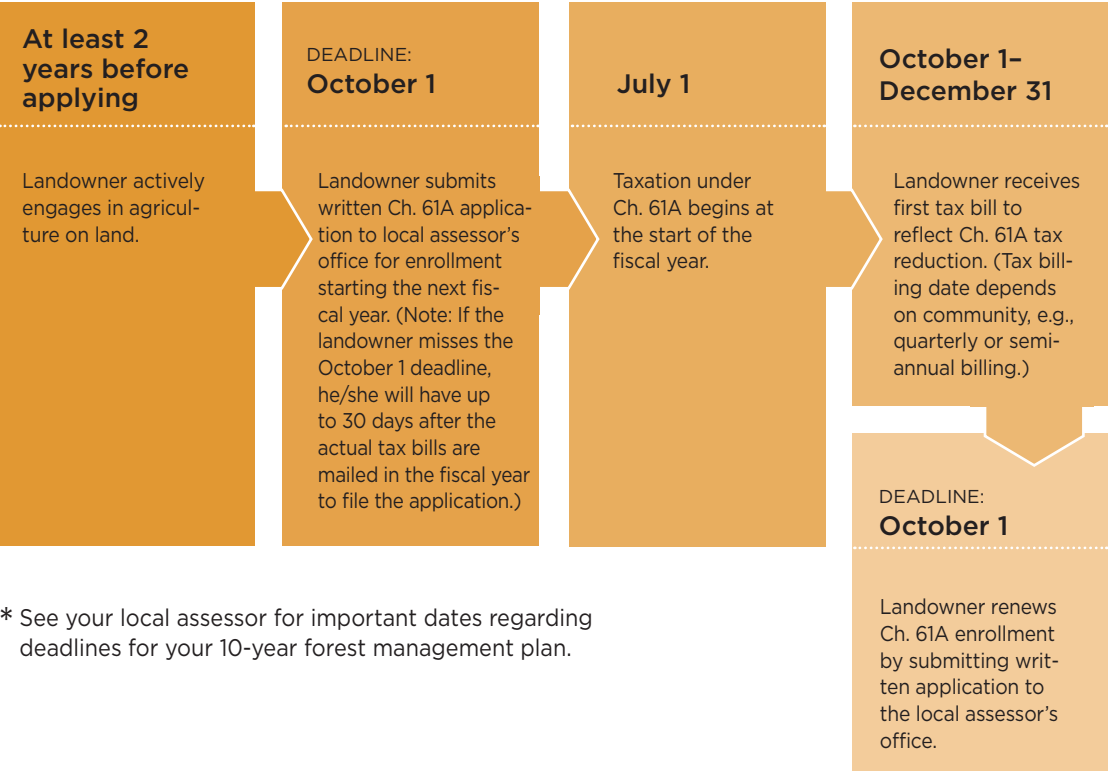 At least 2
years before
applying
Landowner actively
engages in agricul-
ture on land.
DEADLINE:
October 1
Landowner submits
written Ch. 61A applica-
tion to local assessor’s
office for enrollment
starting the next fis-
cal year. (Note: If the
landowner misses the
October 1 deadline,
he/she will have up
to 30 days after the
actual tax bills are
mailed in the fiscal year
to file the application.)
July 1
Taxation under
Ch. 61A begins at
the start of the
fiscal year.
October 1–
December 31
Landowner receives
first tax bill to
reflect Ch. 61A tax
reduction. (Tax bill-
ing date depends
on community, e.g.,
quarterly or semi-
annual billing.)
DEADLINE:
October 1
Landowner renews
Ch. 61A enrollment
by submitting writ-
ten application to
the local assessor’s
office.
* See your local assessor for important dates regarding
deadlines for your 10-year forest management plan.